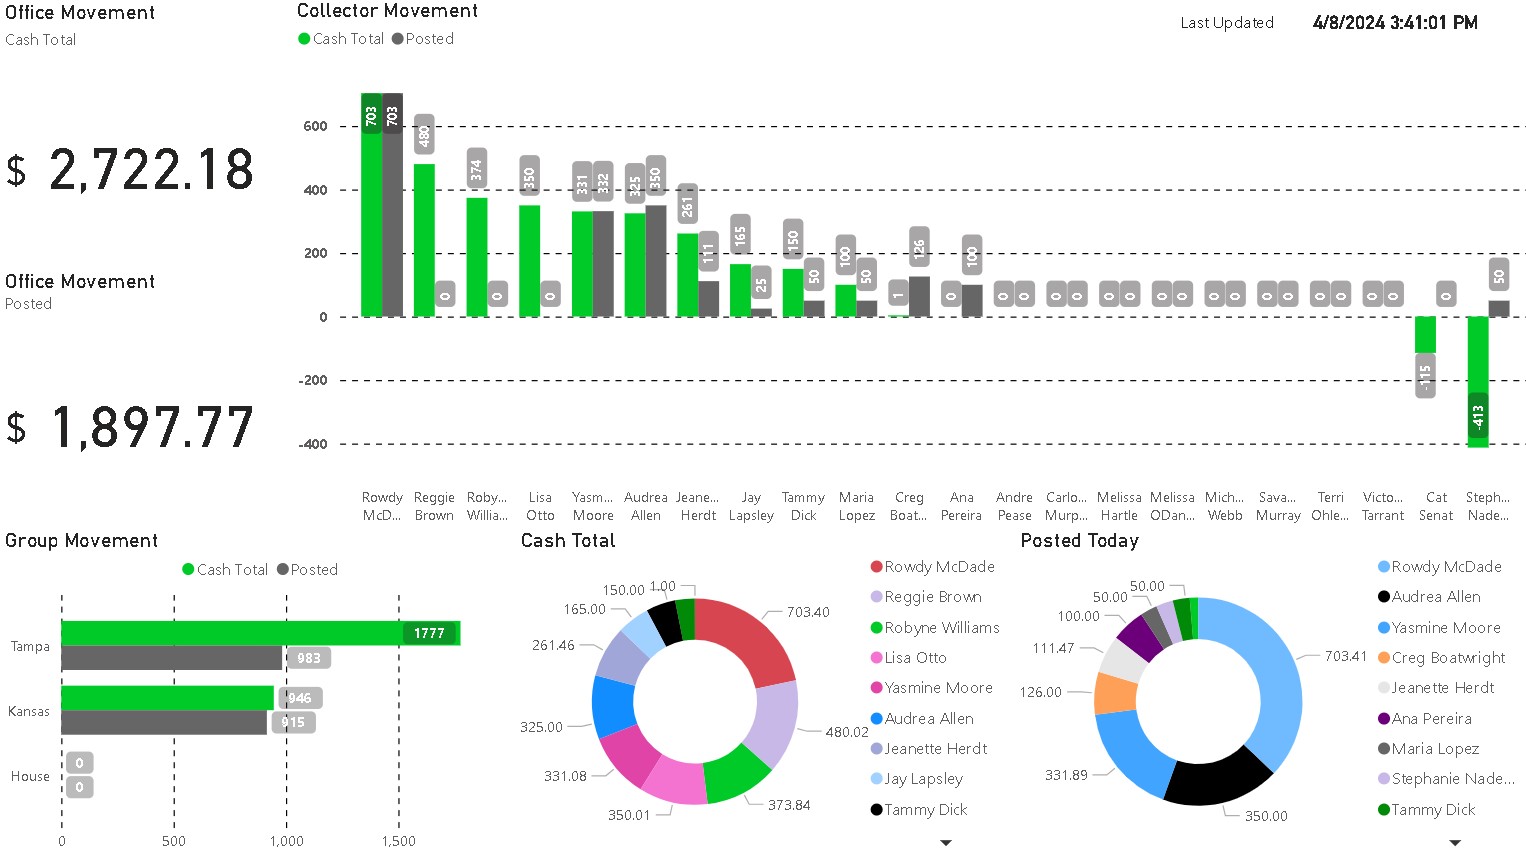 Office Movement
Cash Total
$ 2,722.18
Office Movement
Posted
$ 1,897.77
Collector Movement
Cash Total Posted
Last Updated 4/8/2024 3:41:01 PM
600
400
200
0
-200
-400
703 703
480 0
374 0
350 0
331 332
325 350
261 111
165 25
150 50
100 50
1 126
0 100
0 0
0 0
0 0
0 0
0 0
0 0
0 0
0 0
-115 0
-413 50
Rowdy McD...
Reggie Brown
Roby... Willia...
Lisa Otto
Yasm... Moore
Audrea Allen
Jeane... Herdt
Jay Lapsley
Tammy Dick
Maria Lopez
Creg Boat...
Ana Pereira
Andre Pease
Carlo... Murp...
Melissa Hartle
Melissa ODan...
Mich... Webb
Sava... Murray
Terri Ohle...
Victo... Tarrant
Cat Senat
Steph... Nade...
Group Movement
Cash Total Posted
Tampa 1777
983
Kansas 946
915
House 0
0
0 500 1,000 1,500
Cash Total
703.40
480.02
373.84
350.01
331.08
325.00
261.46
165.00
150.00
1.00
Rowdy McDade
Reggie Brown
Robyne Williams
Lisa Otto
Yasmine Moore
Audrea Allen
Jeanette Herdt
Jay Lapsley
Tammy Dick
Posted Today
703.41
350.00
331.89
126.00
111.47
100.00
50.00
50.00
Rowdy McDade
Audrea Allen
Yasmine Moore
Creg Boatwright
Jeanette Herdt
Ana Pereira
Maria Lopez
Stephanie Nade...
Tammy Dick